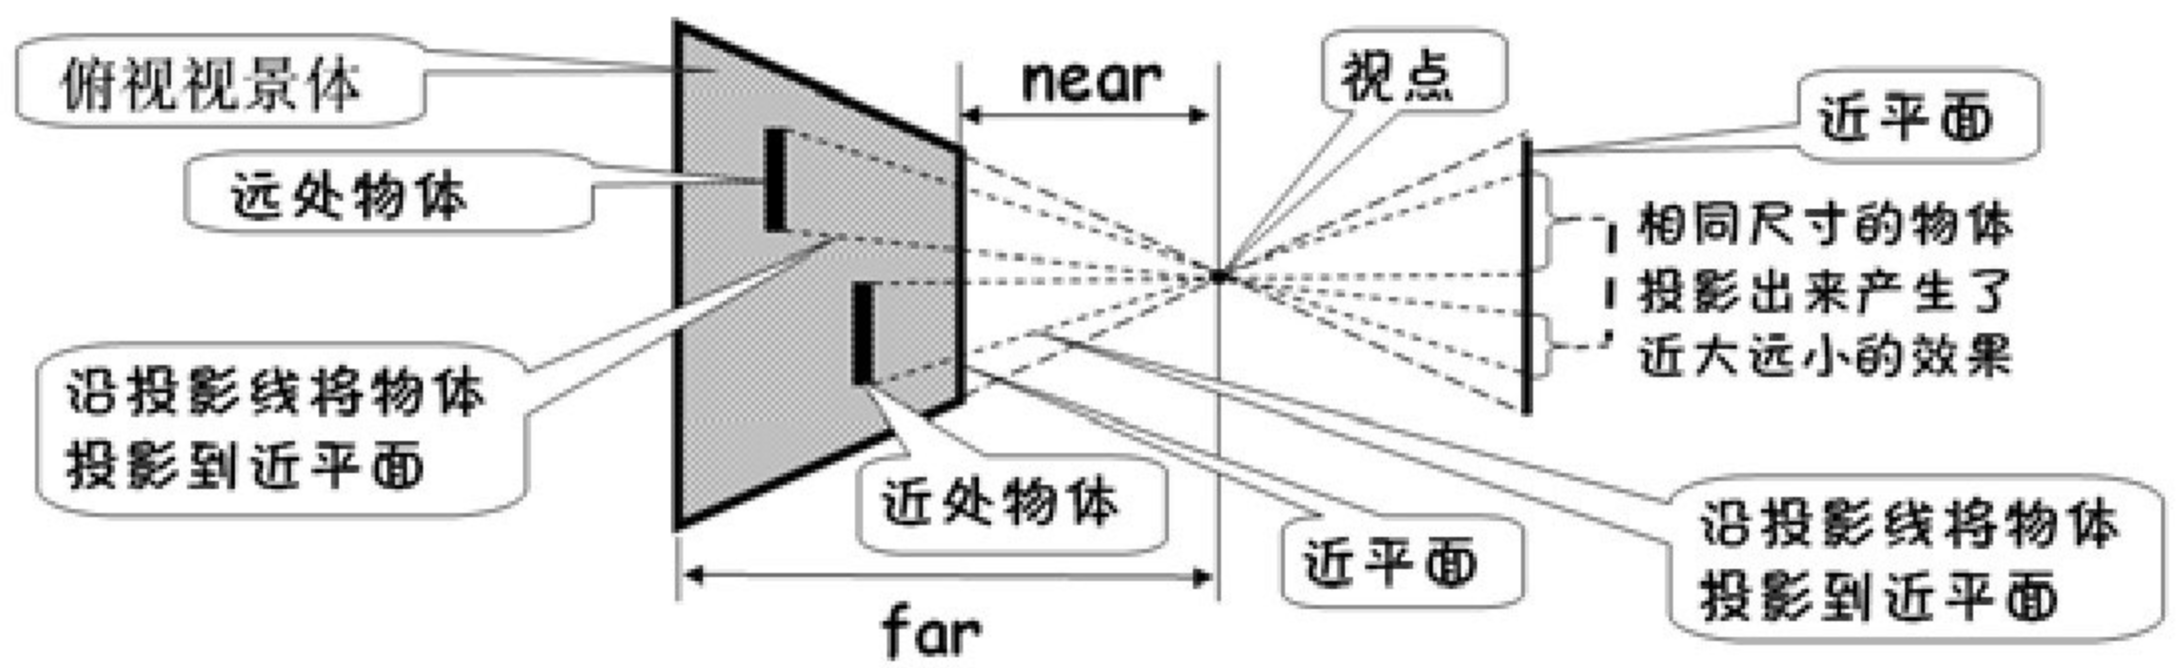 俯视视景体
near
视点
近平面
远处物体
相同尺寸的物体
投影出来产生了
近大远小的效果
沿投影线将物体
投影到近平面
近处物体
近平面
沿投影线将物体
投影到近平面
far